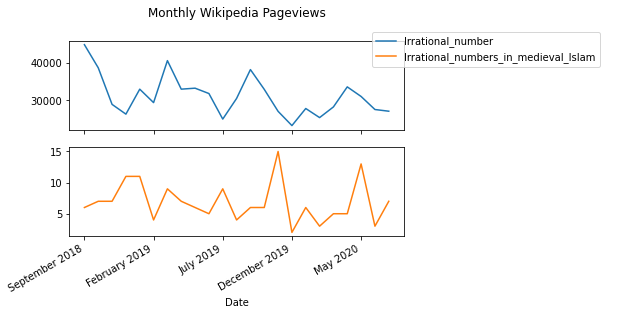 Monthly Wikipedia Pageviews
Irrational_number
Irrational_numbers_in_medieval_Islam
40000
30000
15
10
5
September 2018
February 2019
July 2019
December 2019
May 2020
Date